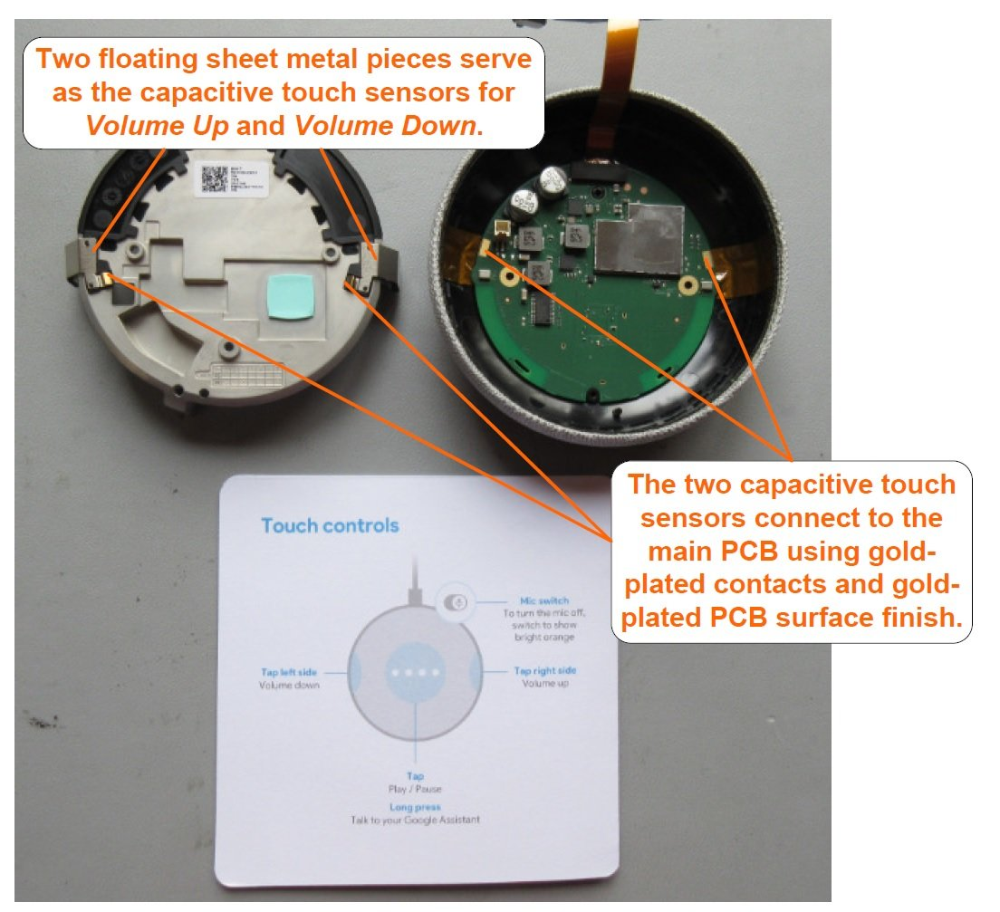 Two floating sheet metal pieces serve
as the capacitive touch sensors for
Volume Up and Volume Down.
The two capacitive touch
sensors connect to the
main PCB using gold-
plated contacts and gold-
plated PCB surface finish.
Touch controls
Mic switch
To turn the mic off,
switch to show
bright orange
Tap left side
Volume down
Tap right side
Volume up
Tap
Play / Pause
Long press
Talk to your Google Assistant